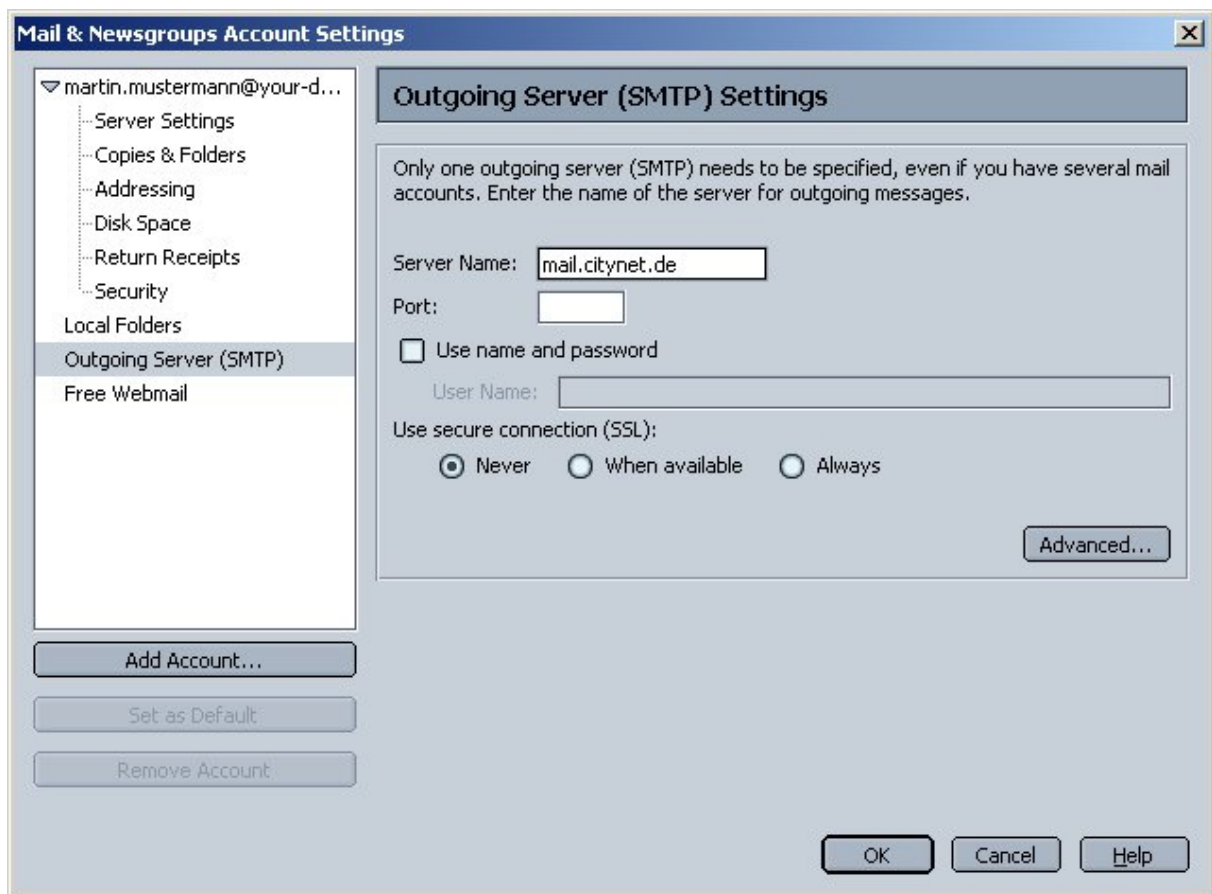 Mail & Newsgroups Account Settings
martin.mustermann@your-d...
Server Settings
Copies & Folders
Addressing
Disk Space
Return Receipts
Security
Local Folders
Outgoing Server (SMTP)
Free Webmail
Add Account...
Set as Default
Remove Account
Outgoing Server (SMTP) Settings
Only one outgoing server (SMTP) needs to be specified, even if you have several mail
accounts. Enter the name of the server for outgoing messages.
Server Name: mail.citynet.de
Port:
Use name and password
User Name:
Use secure connection (SSL):
Never When available Always
Advanced...
OK Cancel Help